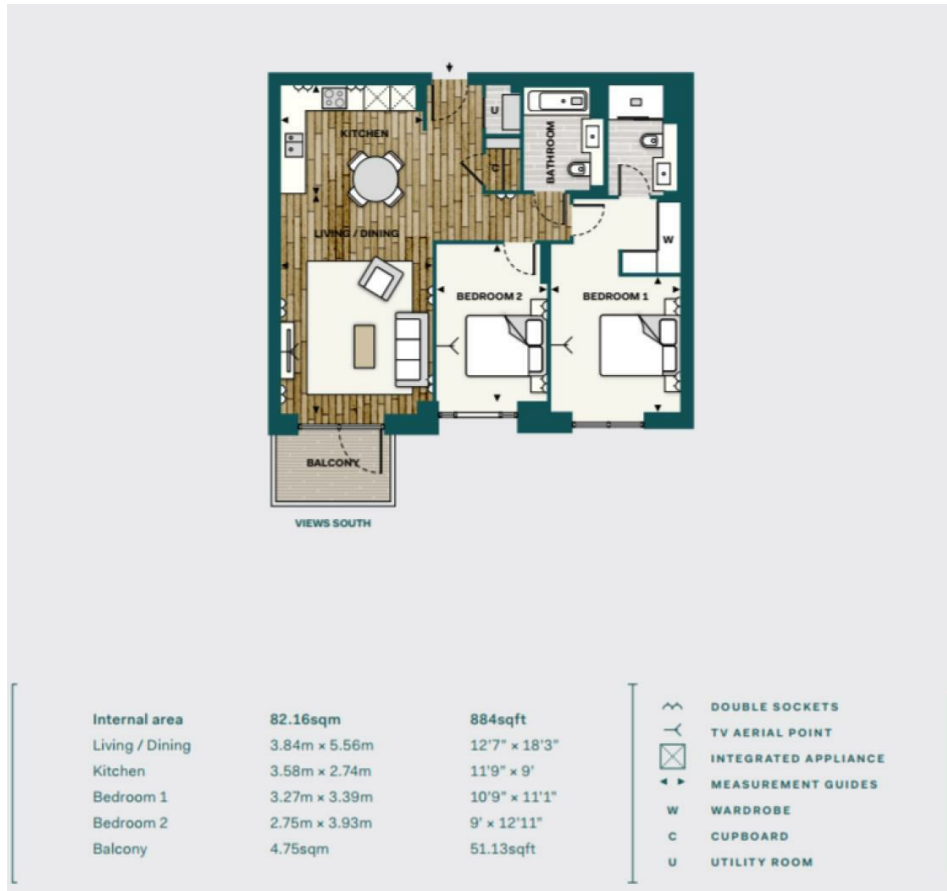 U
KITCHEN
C
BATHROOM
LIVING / DINING
W
BEDROOM 2
BEDROOM 1
BALCONY
VIEWS SOUTH
Internal area 82.16sqm 884sqft
Living / Dining 3.84m × 5.56m 12'7" × 18'3"
Kitchen 3.58m × 2.74m 11'9" × 9'
Bedroom 1 3.27m × 3.39m 10'9" × 11'1"
Bedroom 2 2.75m × 3.93m 9' × 12'11"
Balcony 4.75sqm 51.13sqft
DOUBLE SOCKETS
TV AERIAL POINT
INTEGRATED APPLIANCE
MEASUREMENT GUIDES
W WARDROBE
C CUPBOARD
U UTILITY ROOM